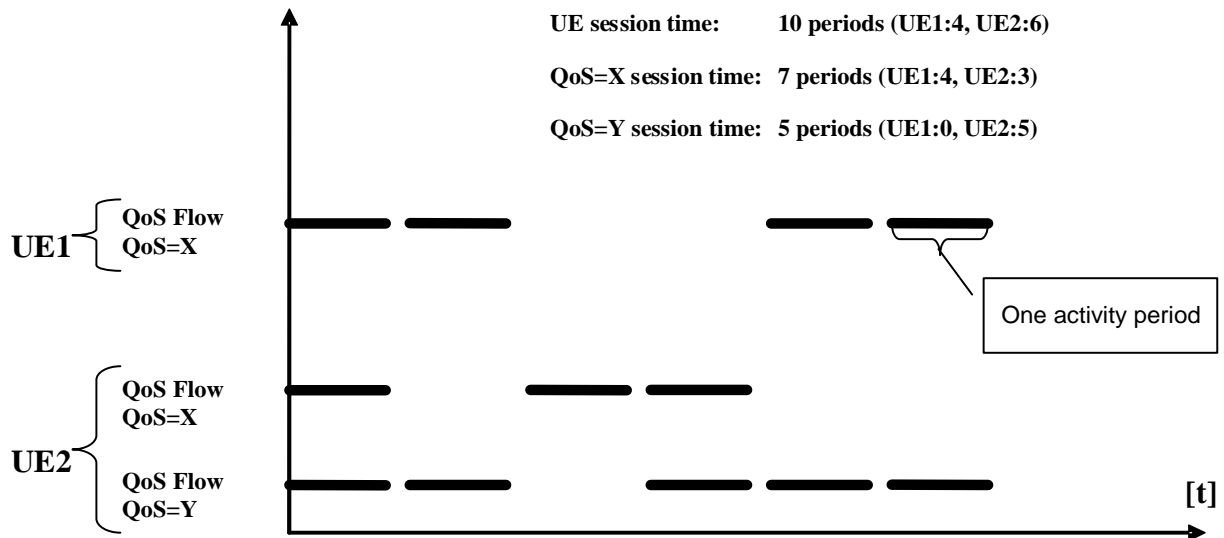 UE session time: 10 periods (UE1:4, UE2:6)
QoS=X session time: 7 periods (UE1:4, UE2:3)
QoS=Y session time: 5 periods (UE1:0, UE2:5)
UE1
QoS Flow
QoS=X
One activity period
UE2
QoS Flow
QoS=X
QoS Flow
QoS=Y
[t]